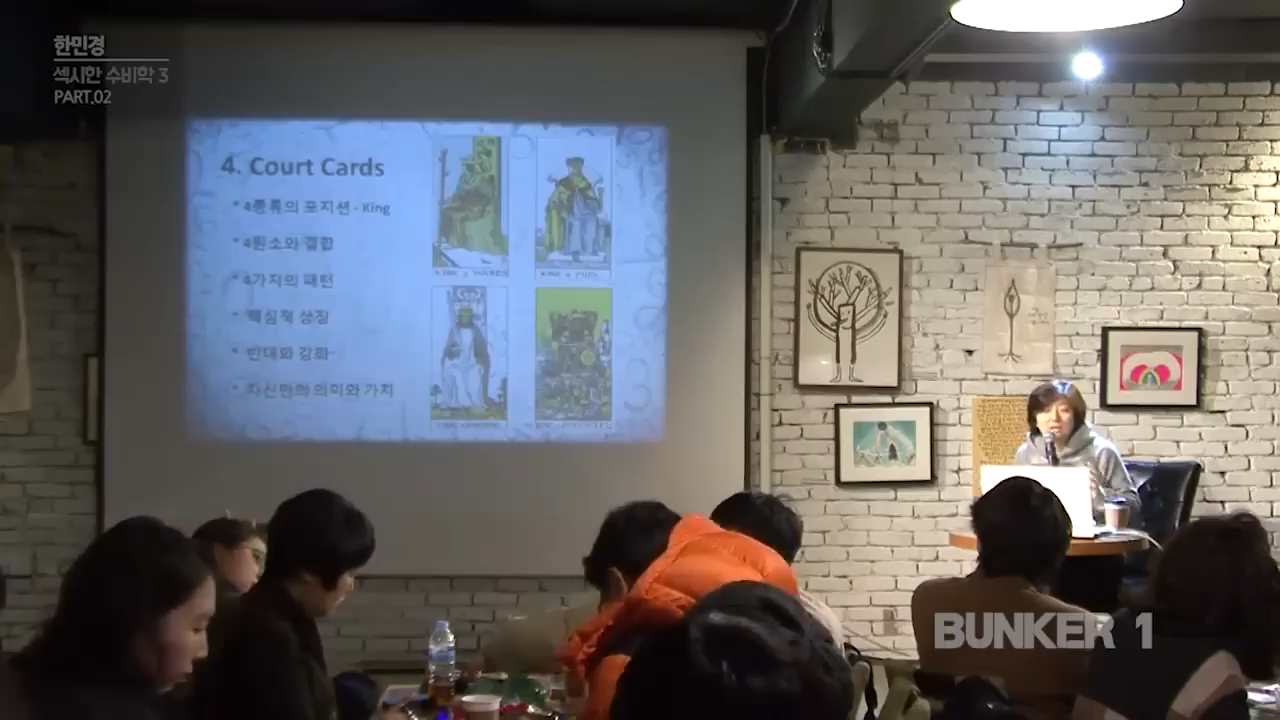 한민경
섹시한 수비학 3
PART.02
4. Court Cards
* 4종류의 포지션 - King
* 4원소와 결합
* 4가지의 패턴
* 핵심적 상징
* 반대와 강화
* 자신만의 의미와 가치
KING of WANDS
KING of CUPS
BUNKER 1